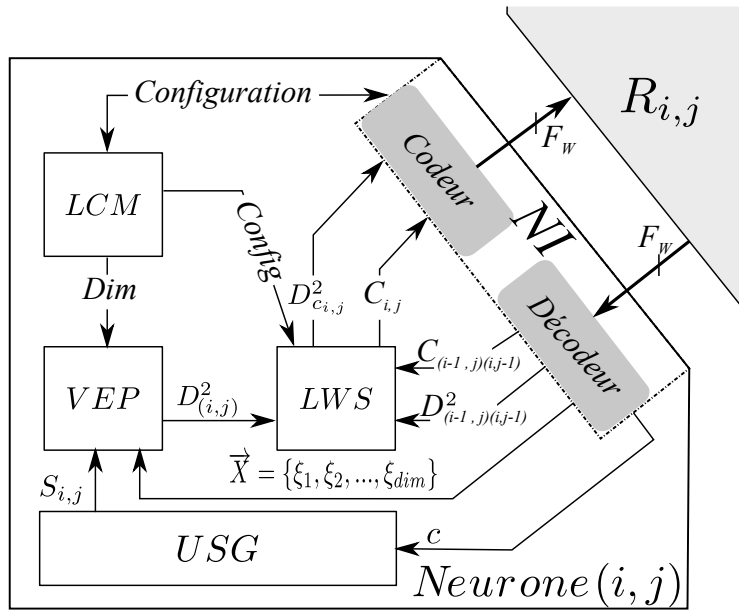 Configuration
R_{i,j}
Codeur
F_W
LCM
NI
Config
F_W
Dim
D^2_{c_{i,j}}
C_{i,j}
Décodeur
C_{(i-1,j)(i,j-1)}
VEP
D^2_{(i,j)}
LWS
D^2_{(i-1,j)(i,j-1)}
\overrightarrow{X} = {ξ_1, ξ_2, ..., ξ_{dim}}
S_{i,j}
USG
c
Neurone(i, j)